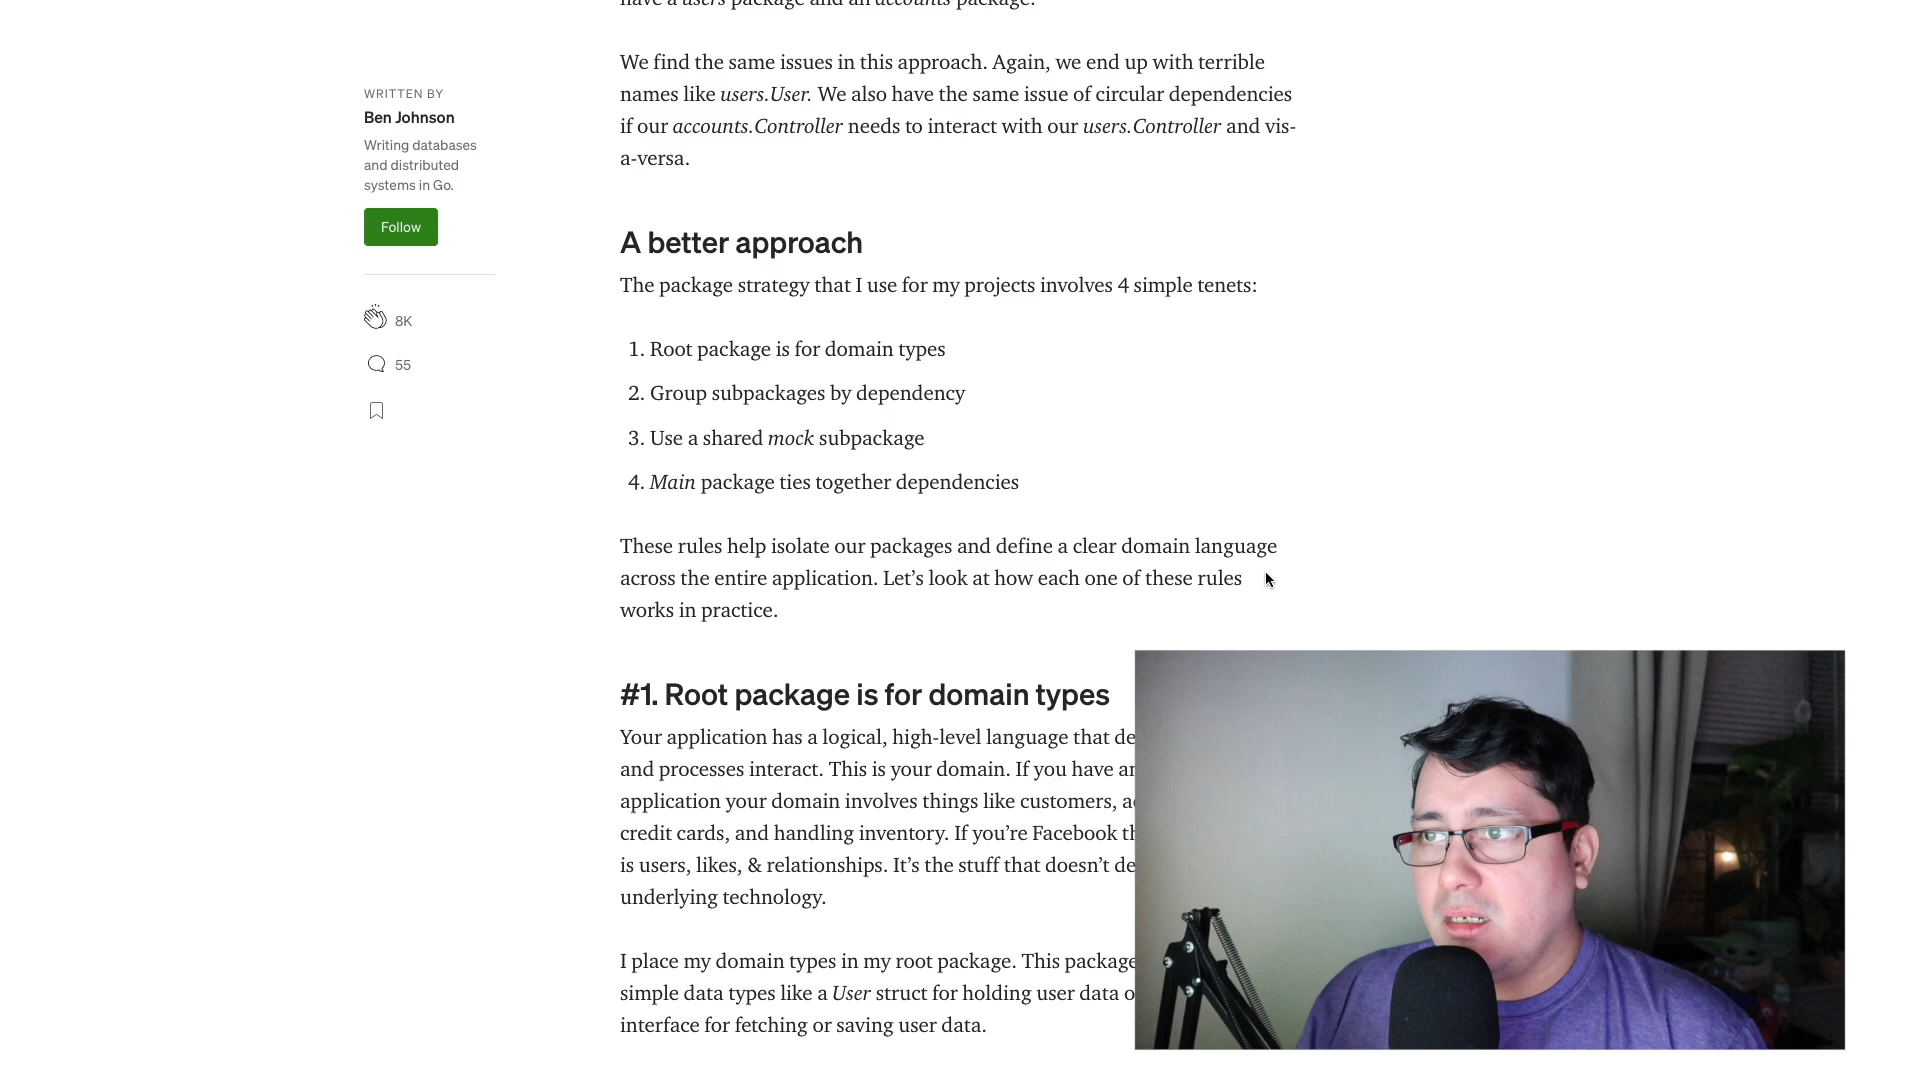 have a users package and an accounts package.
We find the same issues in this approach. Again, we end up with terrible
names like users.User. We also have the same issue of circular dependencies
if our accounts.Controller needs to interact with our users.Controller and vis-
a-versa.
WRITTEN BY
Ben Johnson
Writing databases
and distributed
systems in Go.
Follow
8K
55
A better approach
The package strategy that I use for my projects involves 4 simple tenets:
1. Root package is for domain types
2. Group subpackages by dependency
3. Use a shared mock subpackage
4. Main package ties together dependencies
These rules help isolate our packages and define a clear domain language
across the entire application. Let’s look at how each one of these rules
works in practice.
#1. Root package is for domain types
Your application has a logical, high-level language that de
and processes interact. This is your domain. If you have an
application your domain involves things like customers, a
credit cards, and handling inventory. If you’re Facebook th
is users, likes, & relationships. It’s the stuff that doesn’t de
underlying technology.
I place my domain types in my root package. This package
simple data types like a User struct for holding user data o
interface for fetching or saving user data.